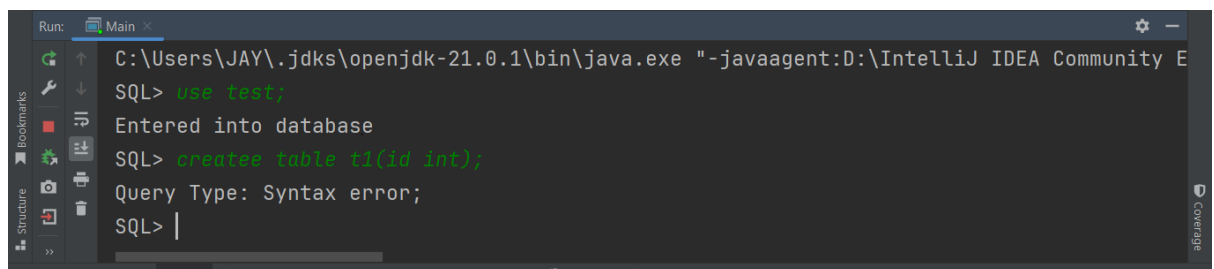 Run: Main
C:\Users\JAY\.jdks\openjdk-21.0.1\bin\java.exe "-javaagent:D:\IntelliJ IDEA Community E
SQL> use test;
Entered into database
SQL> createe table t1(id int);
Query Type: Syntax error;
SQL>
Bookmarks
Structure
Coverage